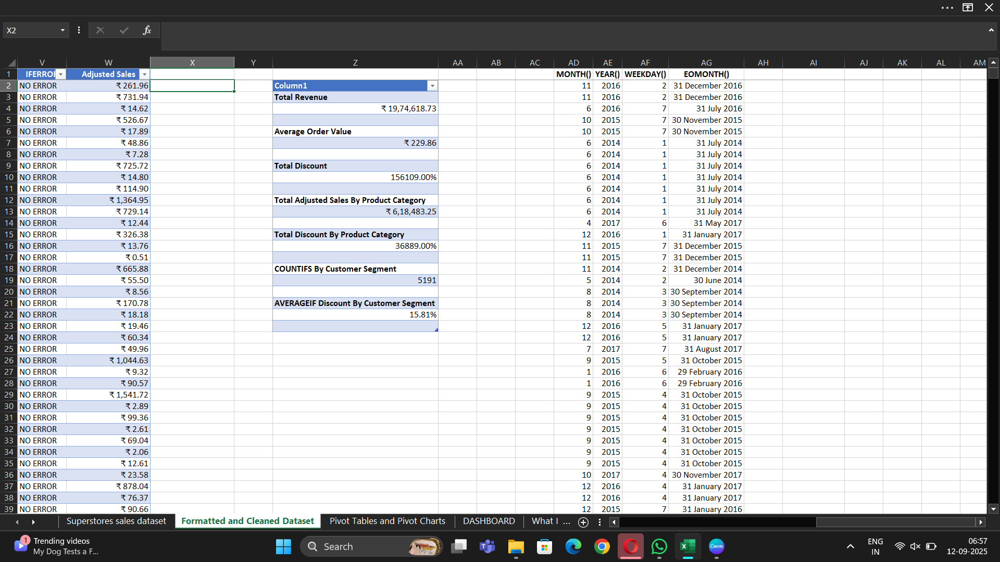 X2
fx
V W X Y Z AA AB AC AD AE AF AG AH AI AJ AK AL AM
1 IFERROR Adjusted Sales MONTH() YEAR() WEEKDAY() EOMONTH()
2 NO ERROR ₹ 261.96 Column1 11 2016 2 31 December 2016
3 NO ERROR ₹ 731.94 Total Revenue 11 2016 2 31 December 2016
4 NO ERROR ₹ 14.62 ₹ 19,74,618.73 6 2016 7 31 July 2016
5 NO ERROR ₹ 526.67 10 2015 7 30 November 2015
6 NO ERROR ₹ 17.89 Average Order Value 10 2015 7 30 November 2015
7 NO ERROR ₹ 48.86 ₹ 229.86 6 2014 1 31 July 2014
8 NO ERROR ₹ 7.28 6 2014 1 31 July 2014
9 NO ERROR ₹ 725.72 Total Discount 6 2014 1 31 July 2014
10 NO ERROR ₹ 14.80 156109.00% 6 2014 1 31 July 2014
11 NO ERROR ₹ 114.90 6 2014 1 31 July 2014
12 NO ERROR ₹ 1,364.95 Total Adjusted Sales By Product Category 6 2014 1 31 July 2014
13 NO ERROR ₹ 729.14 ₹ 6,18,483.25 6 2014 1 31 July 2014
14 NO ERROR ₹ 12.44 4 2017 6 31 May 2017
15 NO ERROR ₹ 326.38 Total Discount By Product Category 12 2016 1 31 January 2017
16 NO ERROR ₹ 13.76 36889.00% 11 2015 7 31 December 2015
17 NO ERROR ₹ 0.51 11 2015 7 31 December 2015
18 NO ERROR ₹ 665.88 COUNTIFS By Customer Segment 11 2014 2 31 December 2014
19 NO ERROR ₹ 55.50 5191 5 2014 2 30 June 2014
20 NO ERROR ₹ 8.56 8 2014 3 30 September 2014
21 NO ERROR ₹ 170.78 AVERAGEIF Discount By Customer Segment 8 2014 3 30 September 2014
22 NO ERROR ₹ 18.18 15.81% 8 2014 3 30 September 2014
23 NO ERROR ₹ 19.46 12 2016 5 31 January 2017
24 NO ERROR ₹ 60.34 12 2016 5 31 January 2017
25 NO ERROR ₹ 49.96 7 2017 7 31 August 2017
26 NO ERROR ₹ 1,044.63 9 2015 5 31 October 2015
27 NO ERROR ₹ 9.32 1 2016 6 29 February 2016
28 NO ERROR ₹ 90.57 1 2016 6 29 February 2016
29 NO ERROR ₹ 1,541.72 9 2015 4 31 October 2015
30 NO ERROR ₹ 2.89 9 2015 4 31 October 2015
31 NO ERROR ₹ 99.36 9 2015 4 31 October 2015
32 NO ERROR ₹ 2.61 9 2015 4 31 October 2015
33 NO ERROR ₹ 69.04 9 2015 4 31 October 2015
34 NO ERROR ₹ 2.06 9 2015 4 31 October 2015
35 NO ERROR ₹ 12.61 9 2015 4 31 October 2015
36 NO ERROR ₹ 23.58 10 2017 4 30 November 2017
37 NO ERROR ₹ 878.04 12 2016 4 31 January 2017
38 NO ERROR ₹ 76.37 12 2016 4 31 January 2017
39 NO ERROR ₹ 90.66 12 2015 7 31 January 2016
Superstores sales dataset Formatted and Cleaned Dataset Pivot Tables and Pivot Charts DASHBOARD What I ...
1 Trending videos
My Dog Tests a F...
Search
Canva
ENG
IN
06:57
12-09-2025